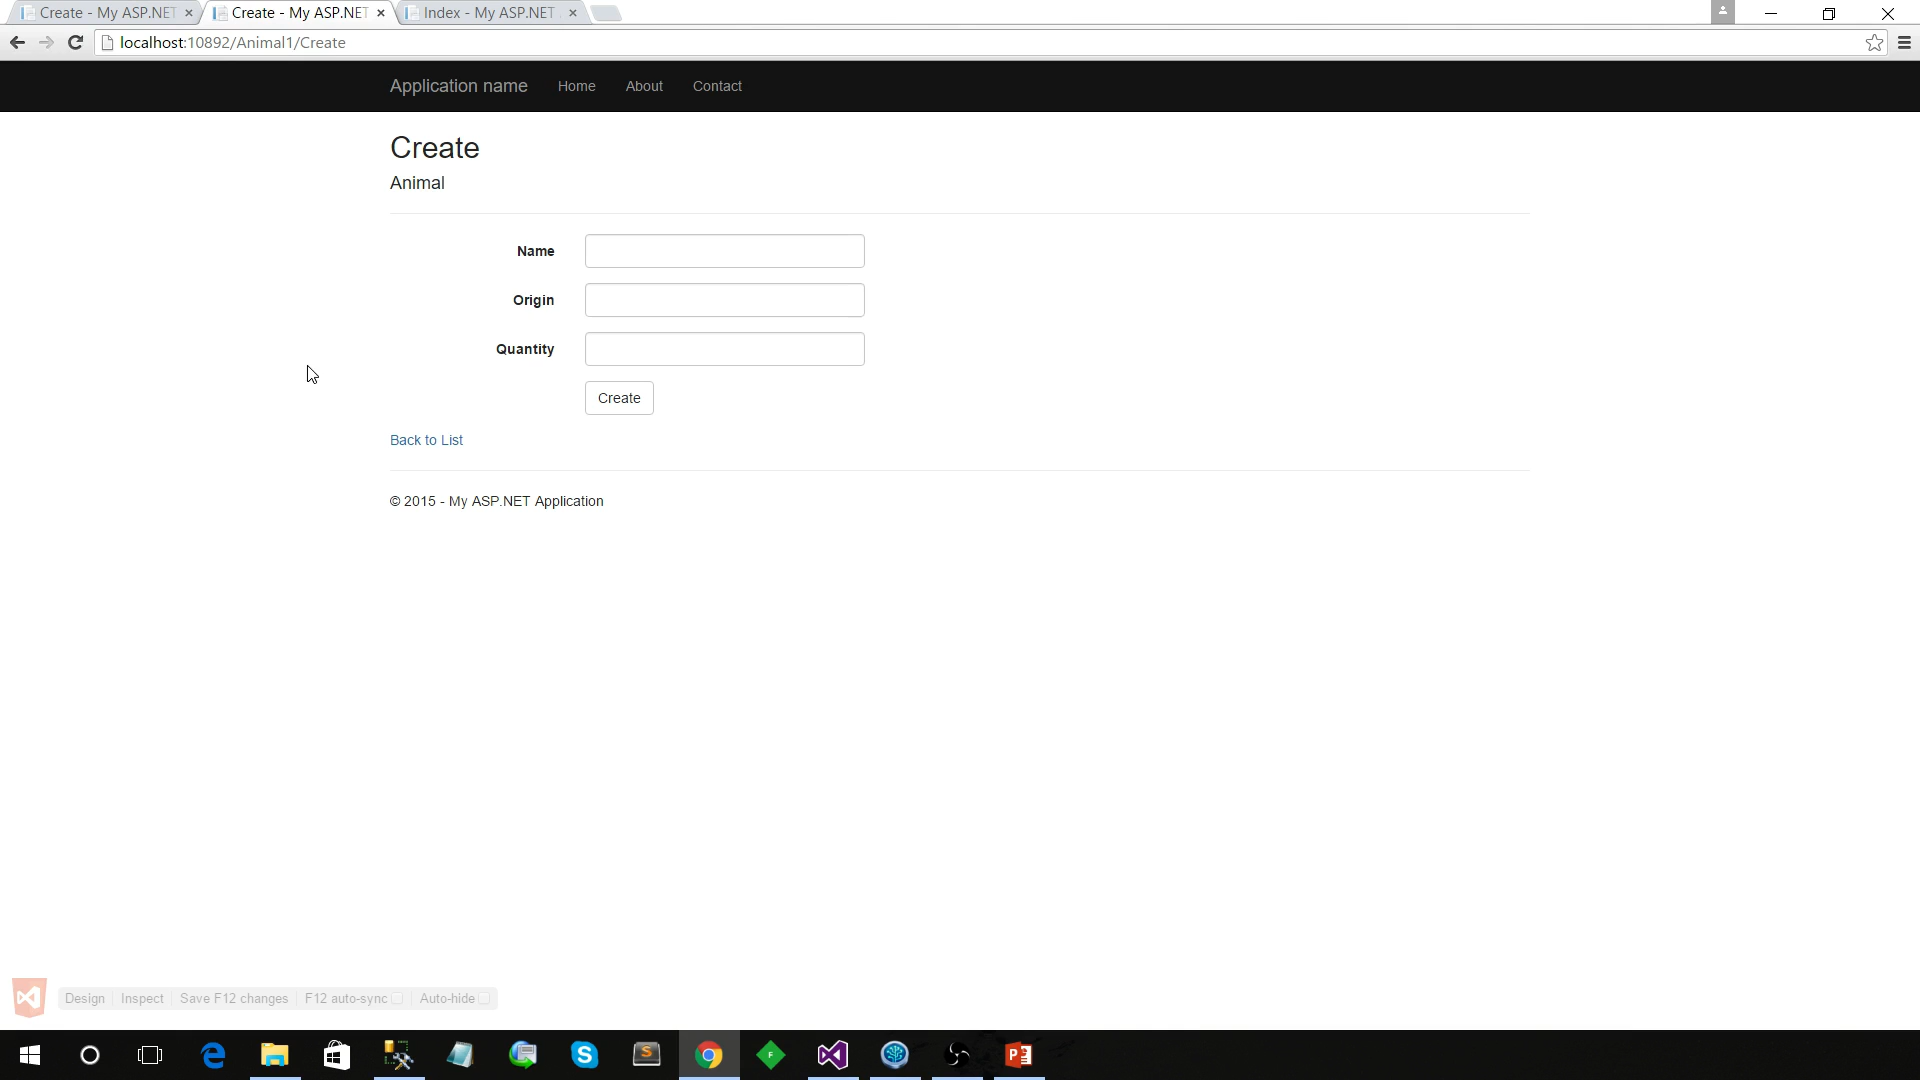 Create - My ASP.NET
Create - My ASP.NET
Index - My ASP.NET
localhost:10892/Animal1/Create
Application name Home About Contact
Create
Animal
Name
Origin
Quantity
Create
Back to List
© 2015 - My ASP.NET Application
Design Inspect Save F12 changes F12 auto-sync Auto-hide